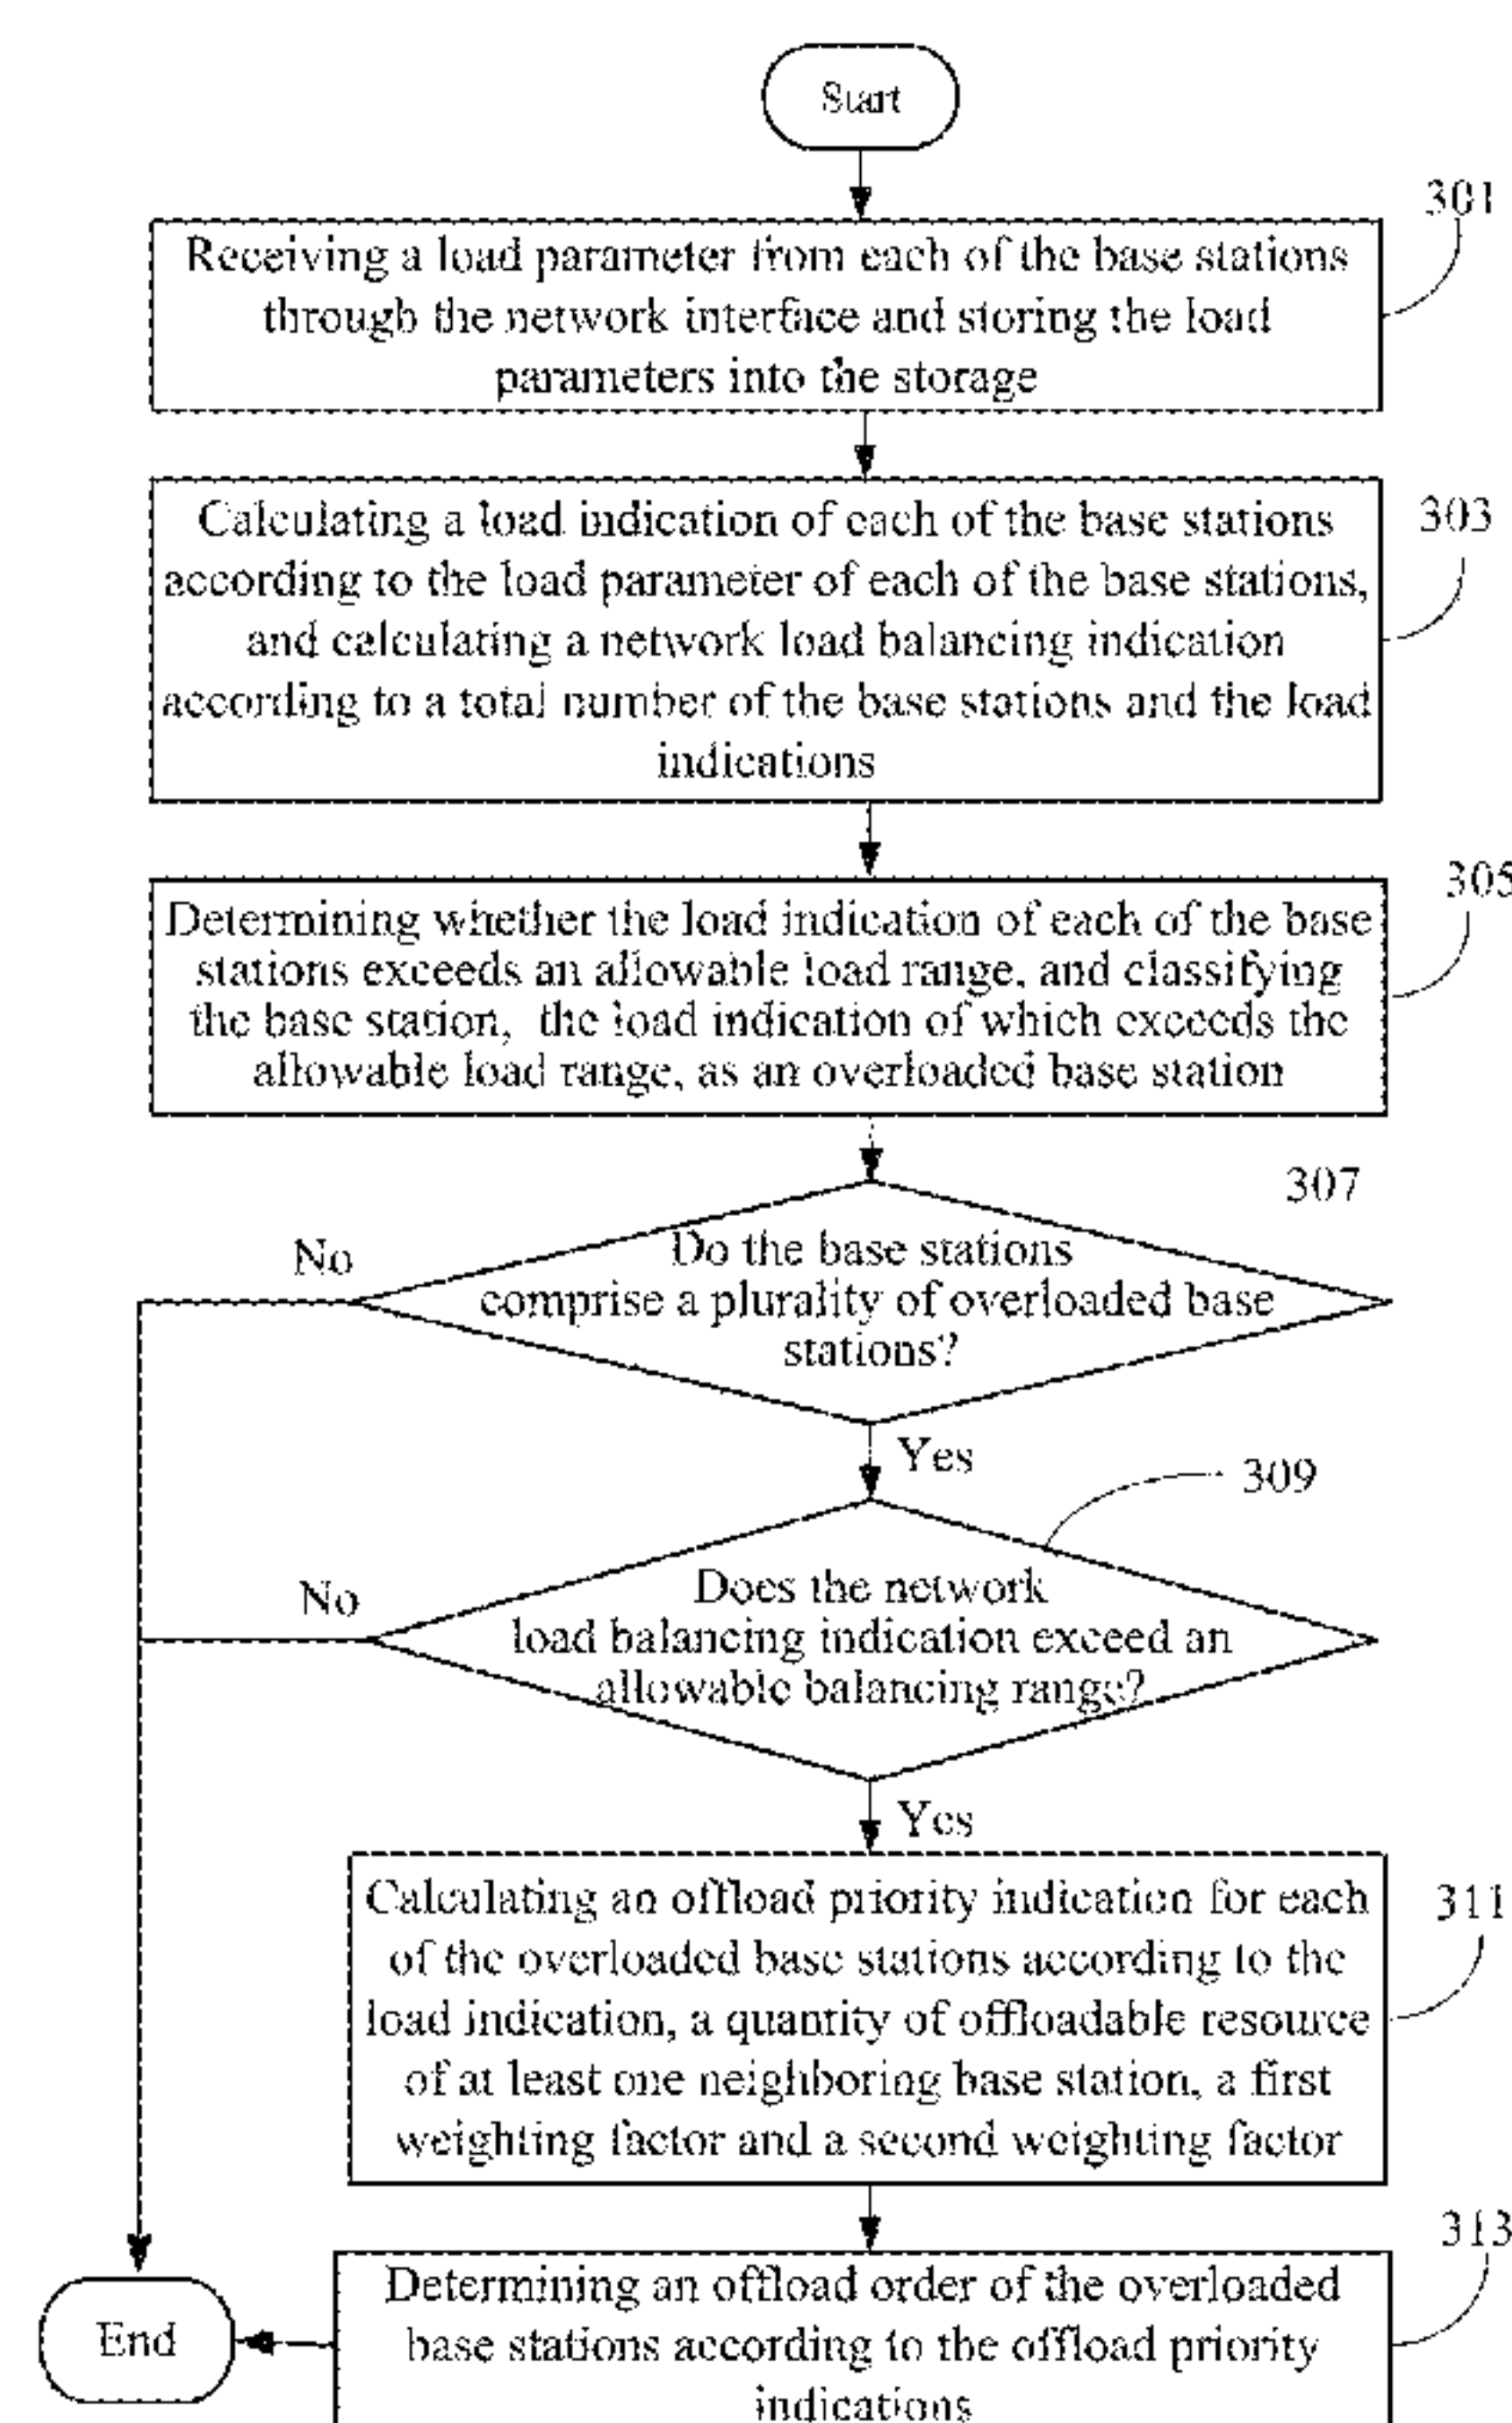 Start
301
Receiving a load parameter from each of the base stations
through the network interface and storing the load
parameters into the storage
303
Calculating a load indication of each of the base stations
according to the load parameter of each of the base stations,
and calculating a network load balancing indication
according to a total number of the base stations and the load
indications
305
Determining whether the load indication of each of the base
stations exceeds an allowable load range, and classifying
the base station, the load indication of which exceeds the
allowable load range, as an overloaded base station
307
No
Do the base stations
comprise a plurality of overloaded base
stations?
Yes
309
No
Does the network
load balancing indication exceed an
allowable balancing range?
Yes
311
Calculating an offload priority indication for each
of the overloaded base stations according to the
load indication, a quantity of offloadable resource
of at least one neighboring base station, a first
weighting factor and a second weighting factor
313
Determining an offload order of the overloaded
base stations according to the offload priority
indications
End